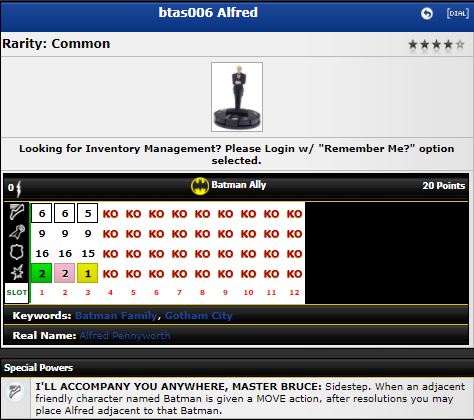 btas006 Alfred
[DIAL]
Rarity: Common
Looking for Inventory Management? Please Login w/ "Remember Me?" option
selected.
0 Batman Ally 20 Points
6 6 5 KO KO KO KO KO KO KO KO KO
9 9 9 KO KO KO KO KO KO KO KO KO
16 16 15 KO KO KO KO KO KO KO KO KO
2 2 1 KO KO KO KO KO KO KO KO KO
SLOT 1 2 3 4 5 6 7 8 9 10 11 12
Keywords: Batman Family, Gotham City
Real Name: Alfred Pennyworth
Special Powers
I'LL ACCOMPANY YOU ANYWHERE, MASTER BRUCE: Sidestep. When an adjacent
friendly character named Batman is given a MOVE action, after resolutions you may
place Alfred adjacent to that Batman.